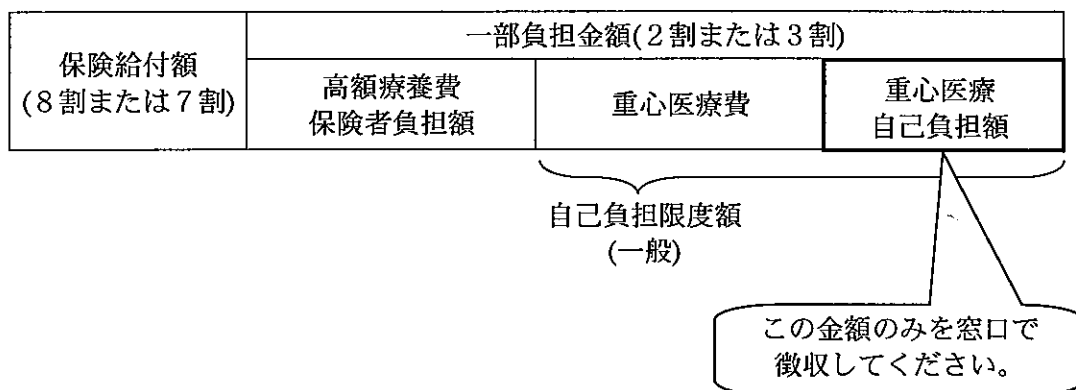 保険給付額
(8割または7割)
一部負担金額(2割または3割)
高額療養費
保険者負担額
重心医療費
重心医療
自己負担額
自己負担限度額
(一般)
この金額のみを窓口で
徴収してください。